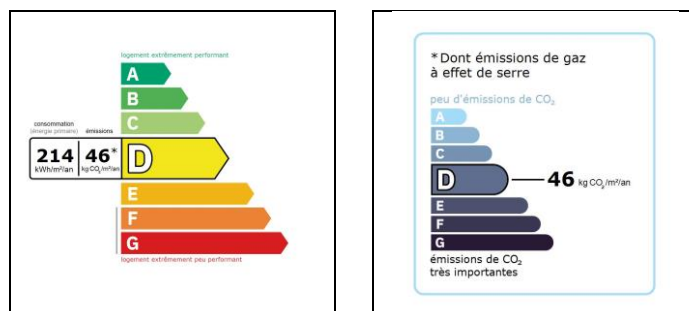 logement extrêmement performant
A
B
C
consommation
(énergie primaire) émissions
214 46*
kWh/m²/an kg CO₂/m²/an
D
E
F
G
logement extrêmement peu performant
*Dont émissions de gaz
à effet de serre
peu d'émissions de CO₂
A
B
C
D 46 kg CO₂/m²/an
E
F
G
émissions de CO₂
très importantes